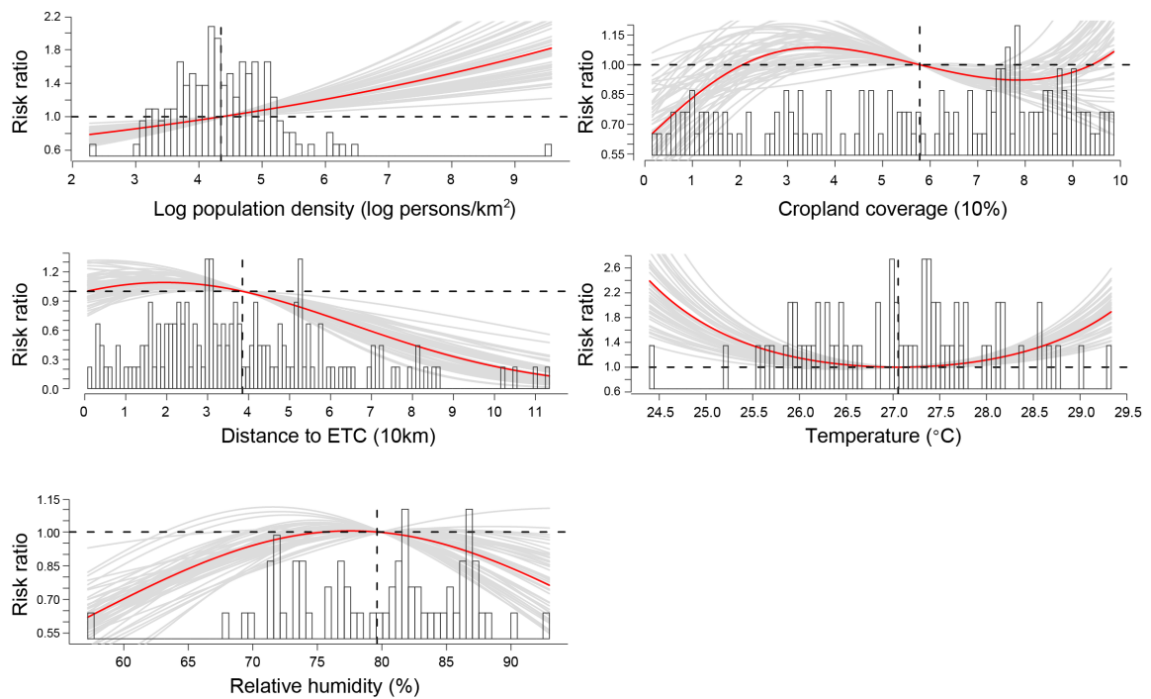 Risk ratio
2.2
1.8
1.4
1.0
0.6
2 3 4 5 6 7 8 9
Log population density (log persons/km²)
Risk ratio
1.15
1.00
0.85
0.70
0.55
0 1 2 3 4 5 6 7 8 9 10
Cropland coverage (10%)
Risk ratio
1.2
0.9
0.6
0.3
0.0
0 1 2 3 4 5 6 7 8 9 10 11
Distance to ETC (10km)
Risk ratio
2.6
2.2
1.8
1.4
1.0
0.6
24.5 25.0 25.5 26.0 26.5 27.0 27.5 28.0 28.5 29.0 29.5
Temperature (°C)
Risk ratio
1.15
1.00
0.85
0.70
0.55
60 65 70 75 80 85 90
Relative humidity (%)